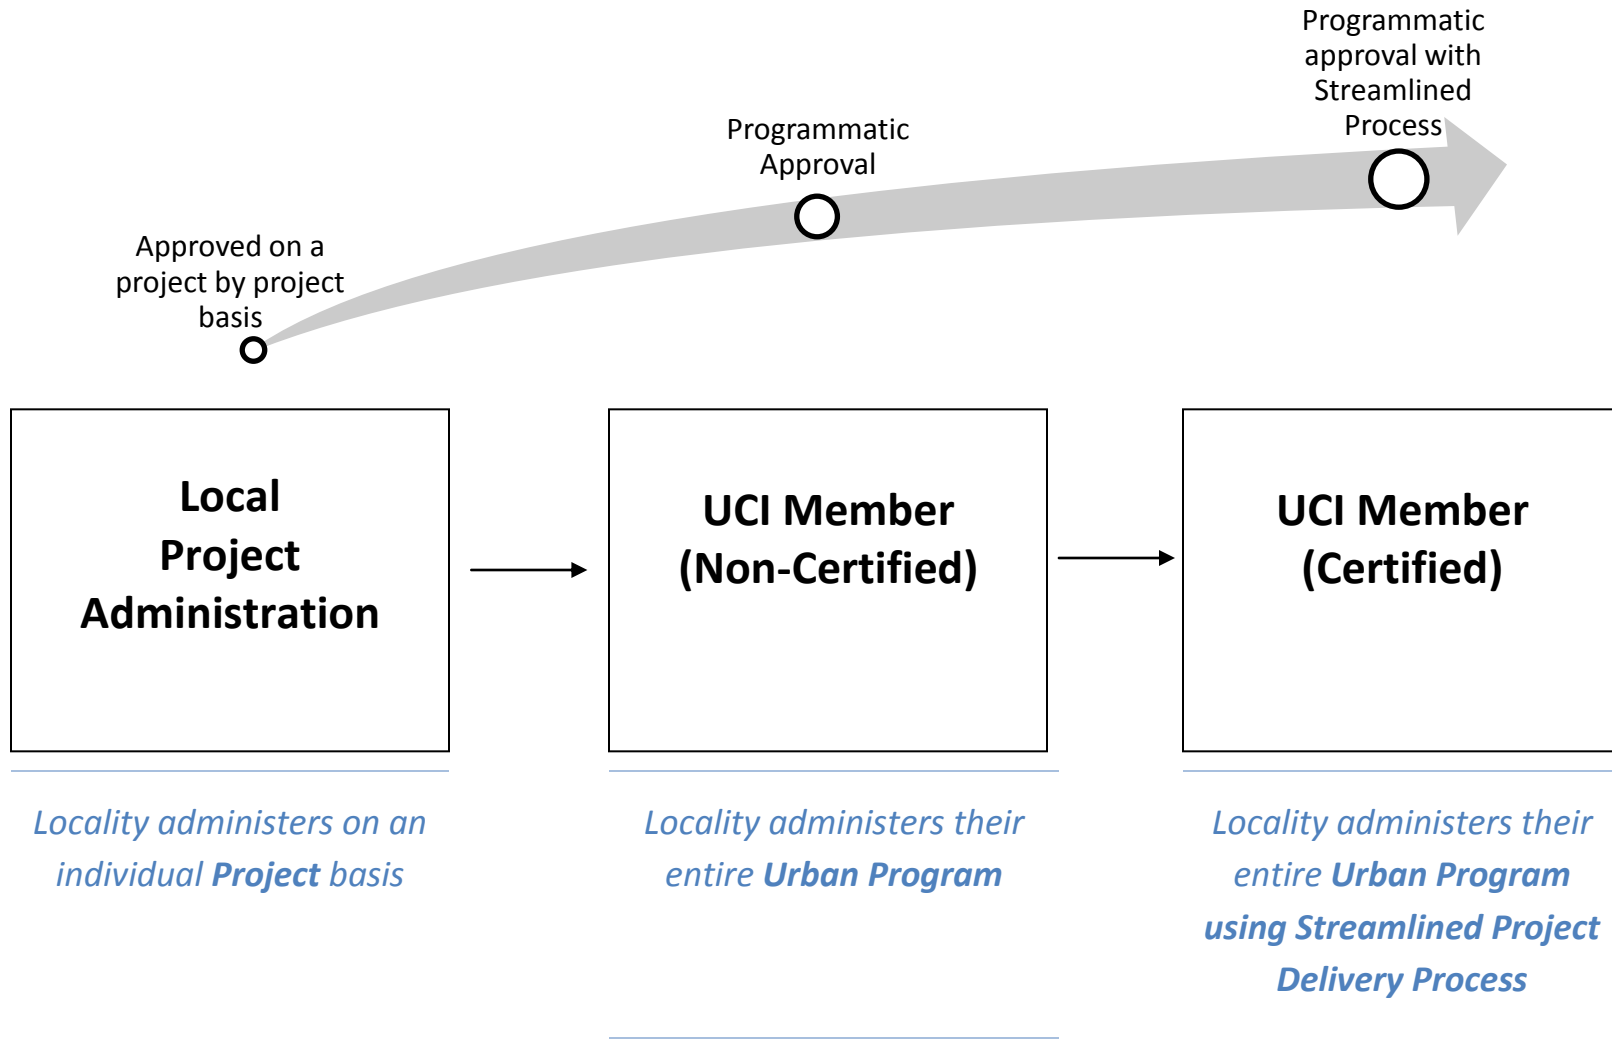 Programmatic
approval with
Streamlined
Process
Programmatic
Approval
Approved on a
project by project
basis
Local
Project
Administration
UCI Member
(Non-Certified)
UCI Member
(Certified)
Locality administers on an
individual Project basis
Locality administers their
entire Urban Program
Locality administers their
entire Urban Program
using Streamlined Project
Delivery Process